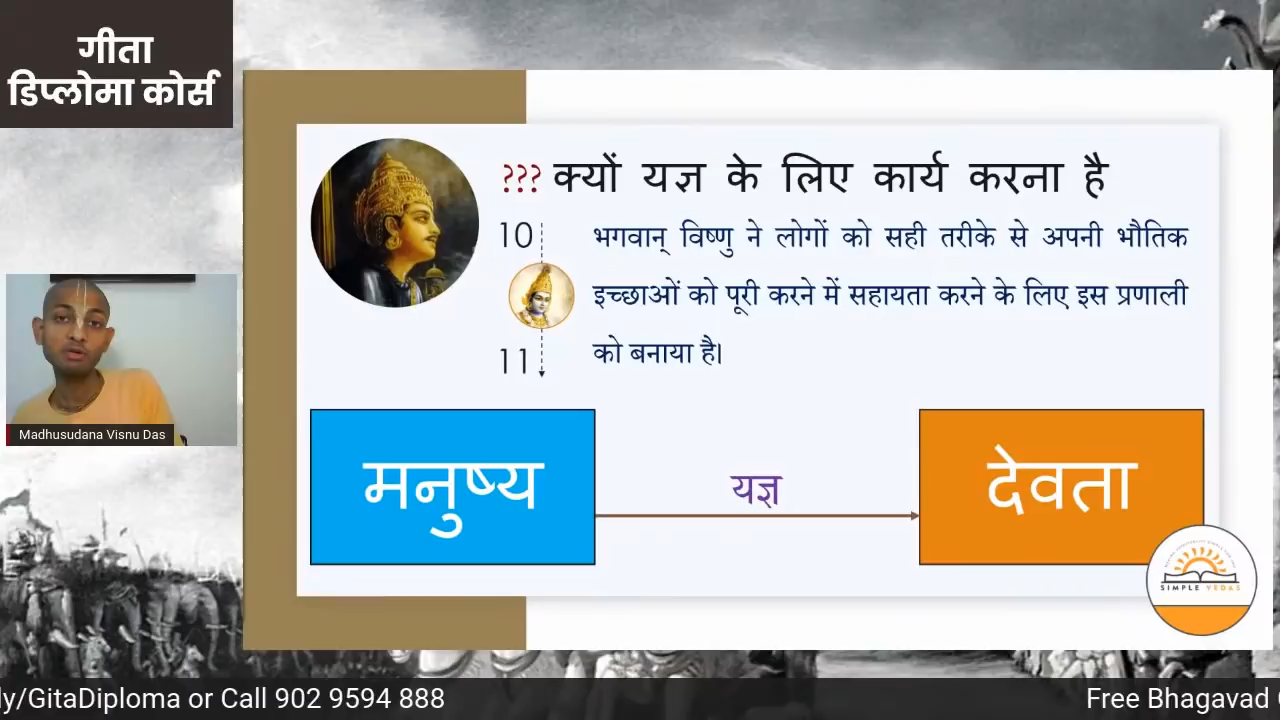 गीता
डिप्लोमा कोर्स
??? क्यों यज्ञ के लिए कार्य करना है
10
भगवान् विष्णु ने लोगों को सही तरीके से अपनी भौतिक
इच्छाओं को पूरी करने में सहायता करने के लिए इस प्रणाली
11
को बनाया है।
Madhusudana Visnu Das
मनुष्य
यज्ञ
देवता
SIMPLE VEDAS
ly/GitaDiploma or Call 902 9594 888
Free Bhagavad